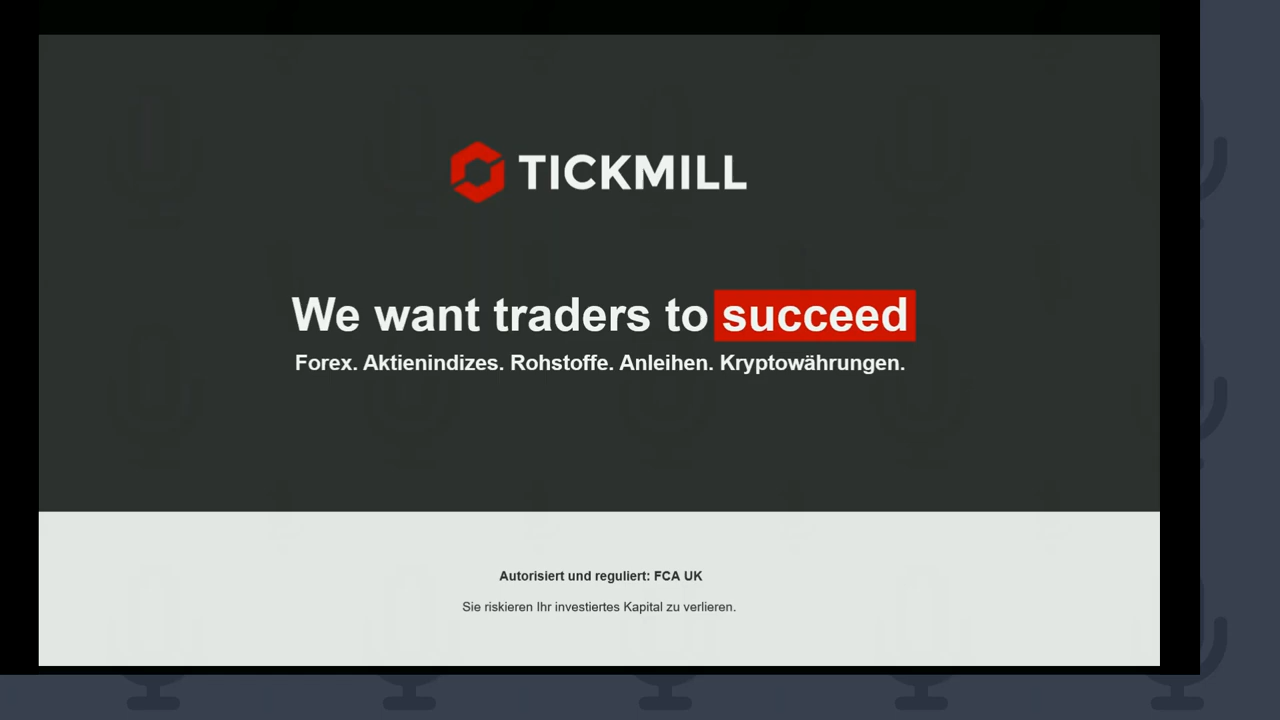 TICKMILL
We want traders to succeed
Forex. Aktienindizes. Rohstoffe. Anleihen. Kryptowährungen.
Autorisiert und reguliert: FCA UK
Sie riskieren Ihr investiertes Kapital zu verlieren.